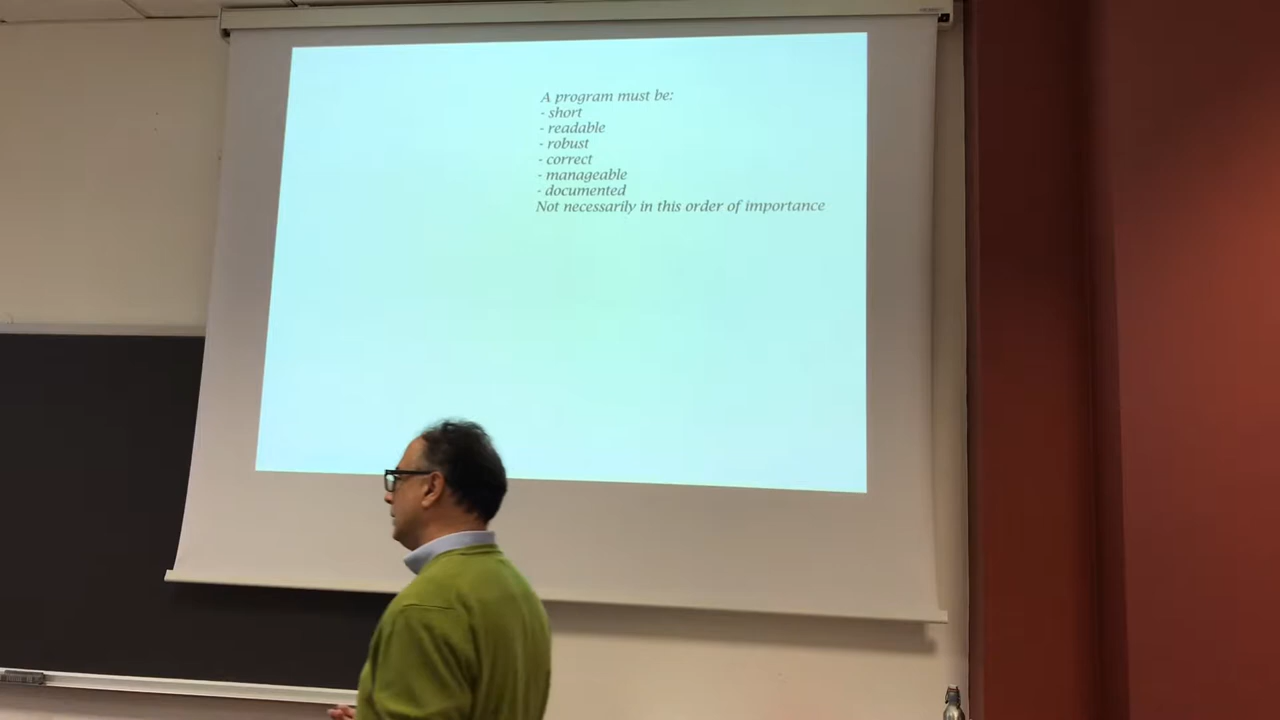 A program must be:
- short
- readable
- robust
- correct
- manageable
- documented
Not necessarily in this order of importance